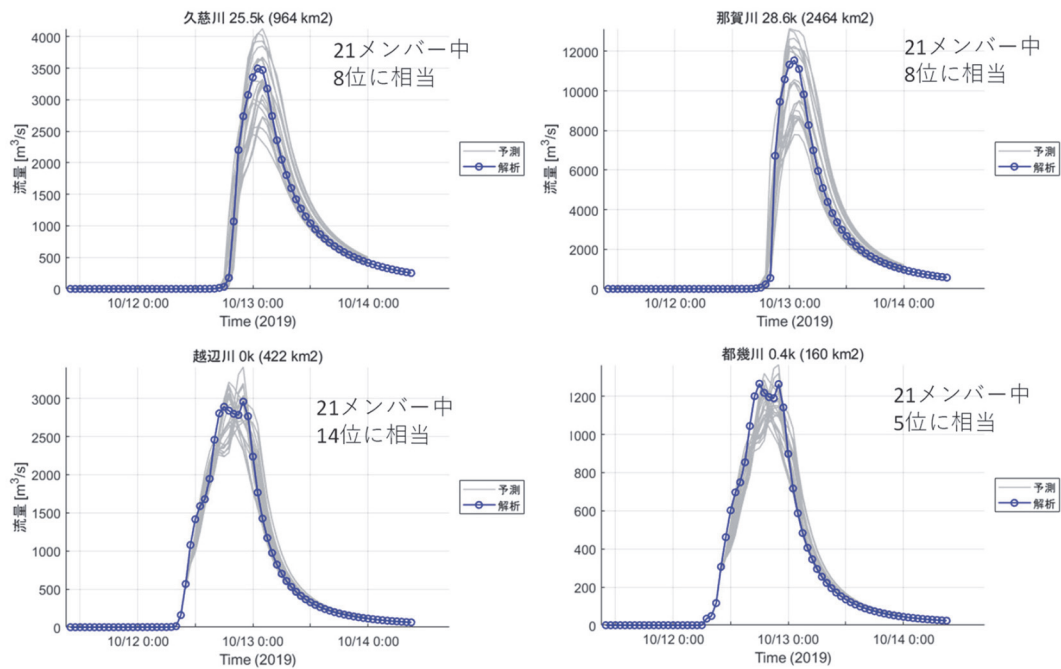 久慈川 25.5k (964 km2)
21メンバー中
8位に相当
流量 [m³/s]
4000
3500
3000
2500
2000
1500
1000
500
0
予測
解析
10/12 0:00
10/13 0:00
10/14 0:00
Time (2019)
那賀川 28.6k (2464 km2)
21メンバー中
8位に相当
流量 [m³/s]
12000
10000
8000
6000
4000
2000
0
予測
解析
10/12 0:00
10/13 0:00
10/14 0:00
Time (2019)
越辺川 0k (422 km2)
21メンバー中
14位に相当
流量 [m³/s]
3000
2500
2000
1500
1000
500
0
予測
解析
10/12 0:00
10/13 0:00
10/14 0:00
Time (2019)
都幾川 0.4k (160 km2)
21メンバー中
5位に相当
1200
1000
800
600
400
200
0
予測
解析
10/12 0:00
10/13 0:00
10/14 0:00
Time (2019)